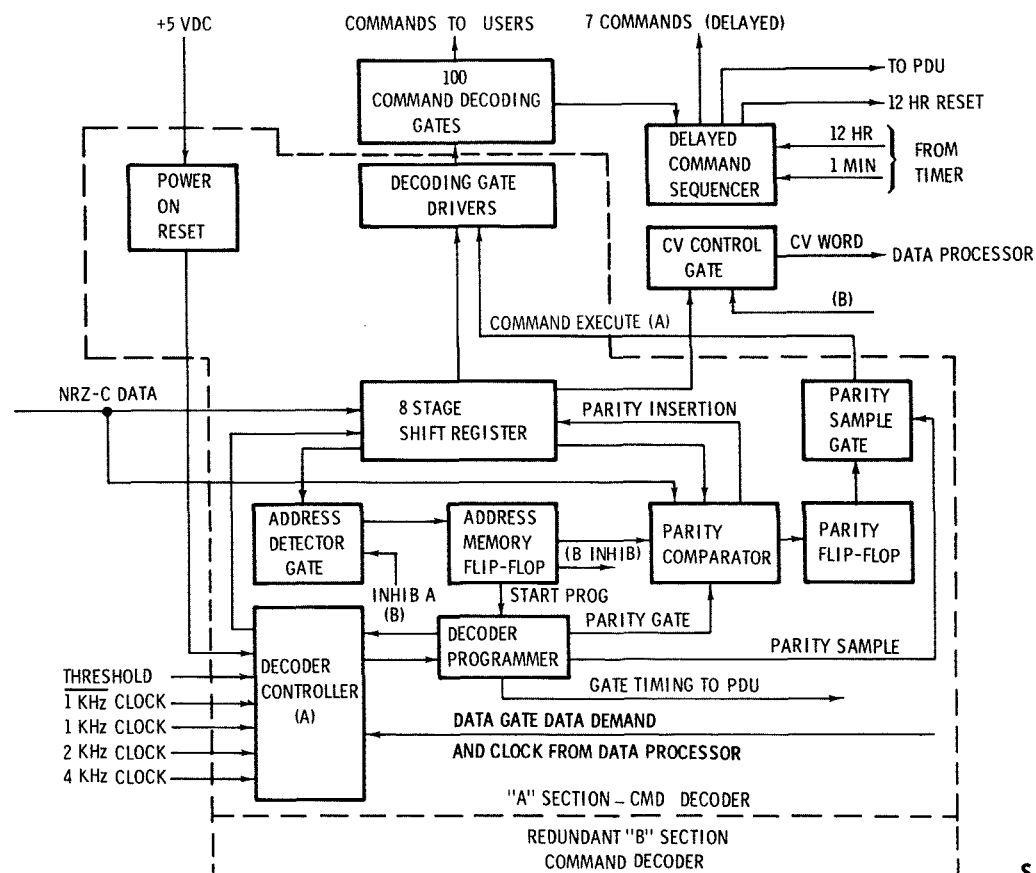 +5 VDC
COMMANDS TO USERS
7 COMMANDS (DELAYED)
100
COMMAND DECODING
GATES
TO PDU
12 HR RESET
DELAYED
COMMAND
SEQUENCER
12 HR
1 MIN
FROM
TIMER
POWER
ON
RESET
DECODING GATE
DRIVERS
CV CONTROL
GATE
CV WORD
DATA PROCESSOR
(B)
COMMAND EXECUTE (A)
NRZ-C DATA
8 STAGE
SHIFT REGISTER
PARITY INSERTION
PARITY
SAMPLE
GATE
ADDRESS
DETECTOR
GATE
ADDRESS
MEMORY
FLIP-FLOP
(B INHIB)
PARITY
COMPARATOR
PARITY
FLIP-FLOP
INHIB A
(B)
START PROG
PARITY GATE
DECODER
CONTROLLER
(A)
DECODER
PROGRAMMER
PARITY SAMPLE
GATE TIMING TO PDU
THRESHOLD
1 KHz CLOCK
1 KHz CLOCK
2 KHz CLOCK
4 KHz CLOCK
DATA GATE DATA DEMAND
AND CLOCK FROM DATA PROCESSOR
"A" SECTION - CMD DECODER
REDUNDANT "B" SECTION
COMMAND DECODER
S